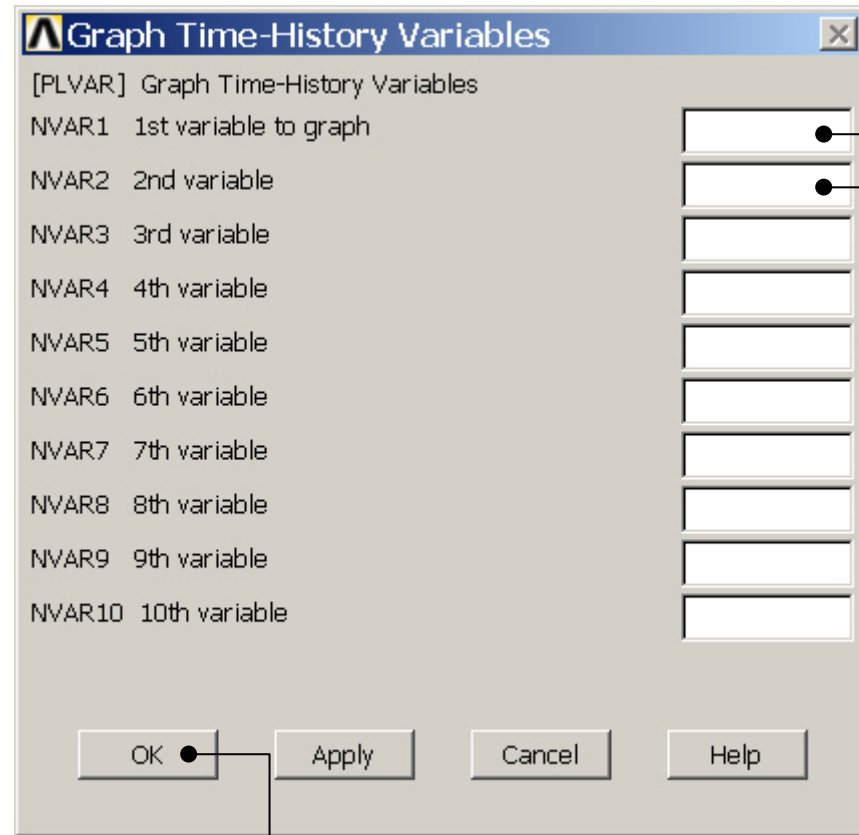 Graph Time-History Variables
[PLVAR] Graph Time-History Variables
NVAR1 1st variable to graph
NVAR2 2nd variable
NVAR3 3rd variable
NVAR4 4th variable
NVAR5 5th variable
NVAR6 6th variable
NVAR7 7th variable
NVAR8 8th variable
NVAR9 9th variable
NVAR10 10th variable
OK Apply Cancel Help